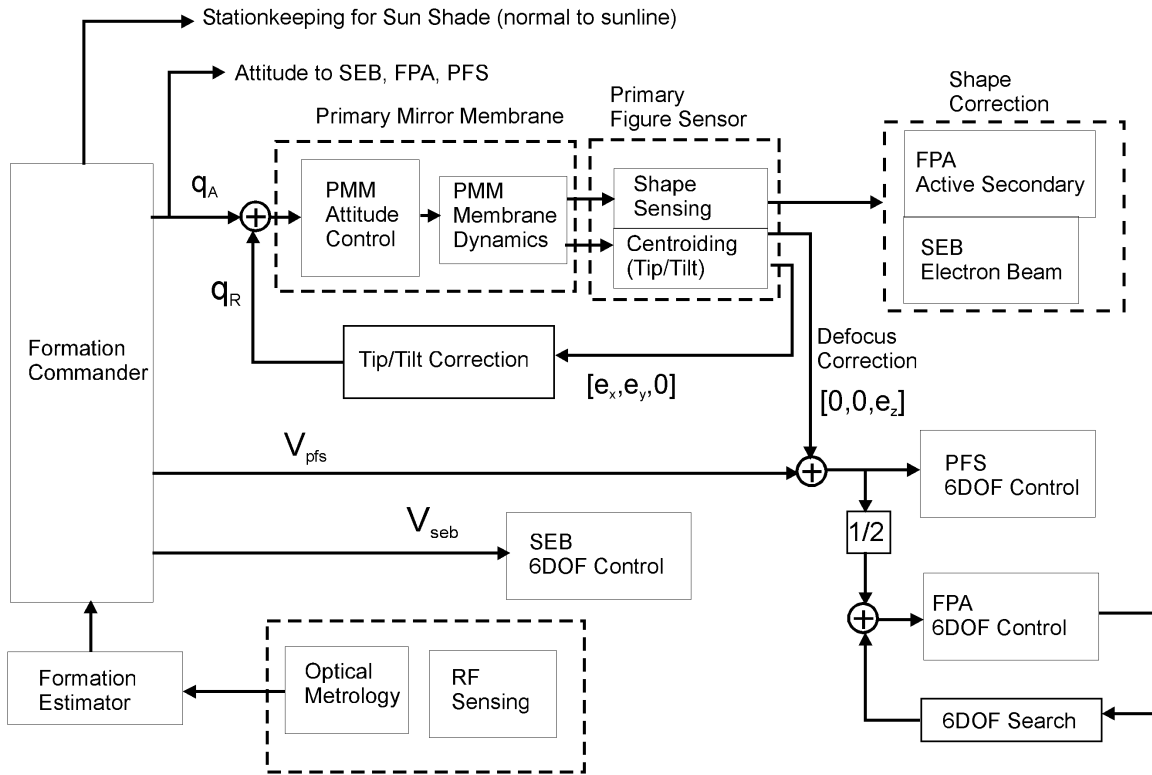 Stationkeeping for Sun Shade (normal to sunline)
Attitude to SEB, FPA, PFS
Primary Mirror Membrane
Primary
Figure Sensor
Shape
Correction
q_A
PMM
Attitude
Control
PMM
Membrane
Dynamics
Shape
Sensing
Centroiding
(Tip/Tilt)
FPA
Active Secondary
SEB
Electron Beam
q_R
Formation
Commander
Tip/Tilt Correction
[e_x,e_y,0]
Defocus
Correction
[0,0,e_z]
V_pfs
PFS
6DOF Control
V_seb
SEB
6DOF Control
1/2
FPA
6DOF Control
Formation
Estimator
Optical
Metrology
RF
Sensing
6DOF Search